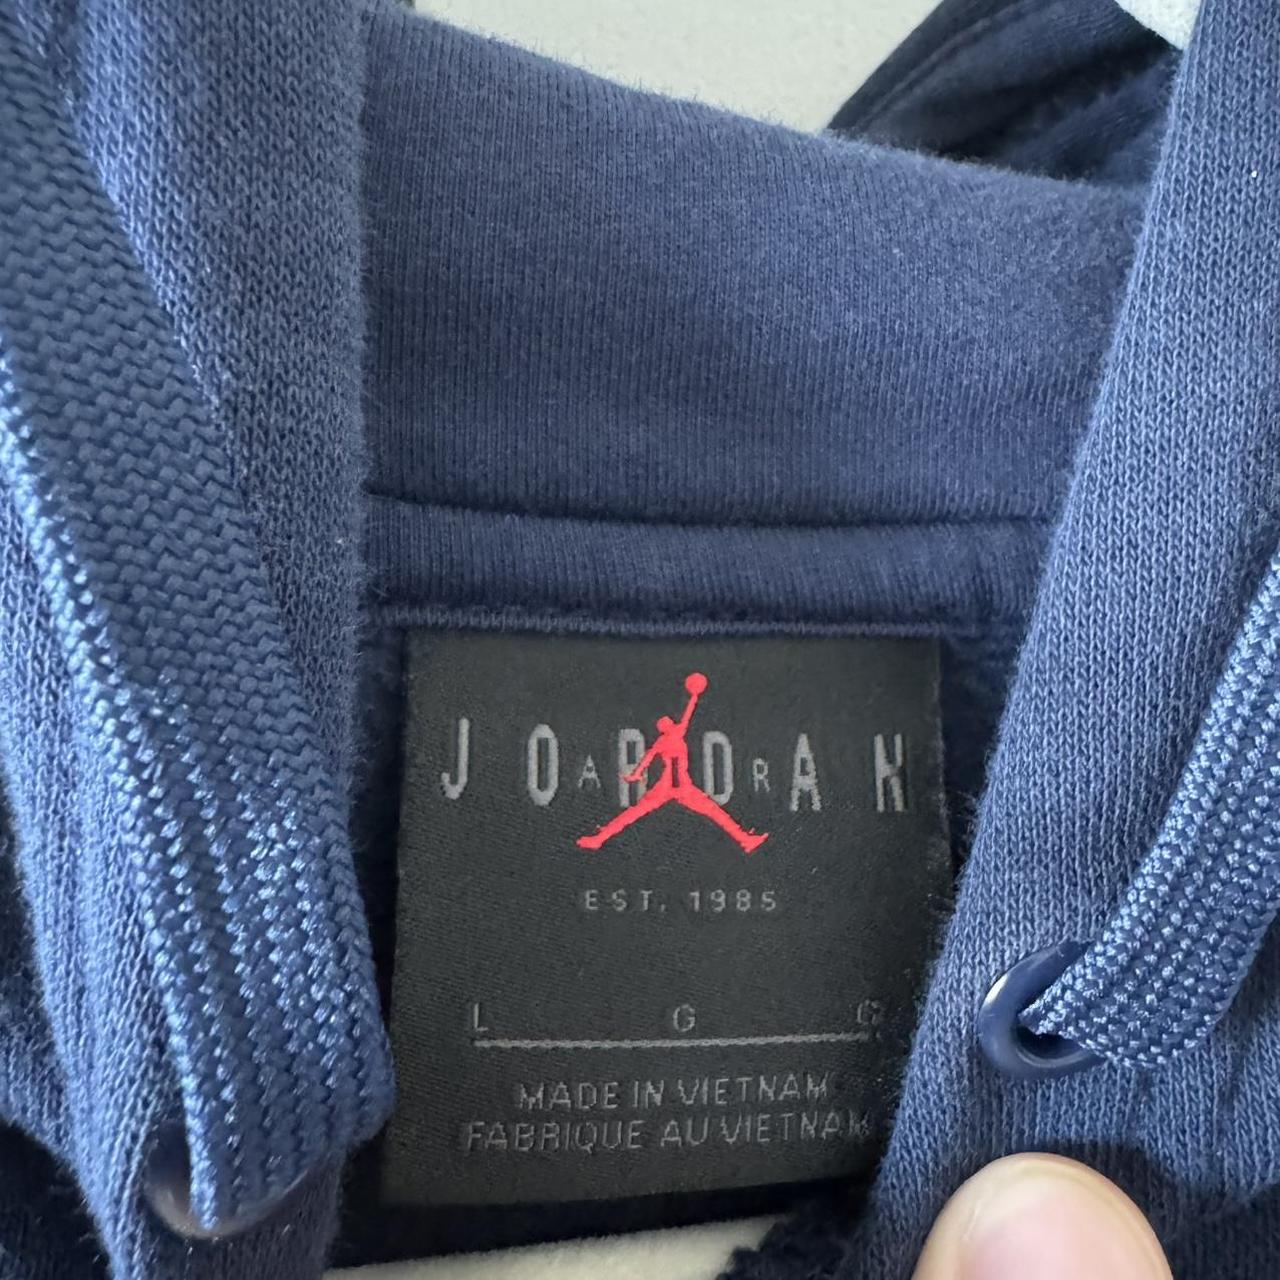 JORDAN
AIR
EST. 1985
L G G
MADE IN VIETNAM
FABRIQUE AU VIETNAM